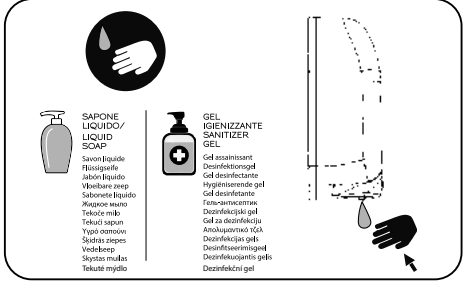 SAPONE
LIQUIDO/
LIQUID
SOAP
Savon liquide
Flüssigseife
Jabón líquido
Vloeibare zeep
Sabonete líquido
Жидкое мыло
Tekoče milo
Tekući sapun
Υγρό σαπούνι
Šķidrās ziepes
Vedelseep
Skystas muilas
Tekuté mýdlo
GEL
IGIENIZZANTE
SANITIZER
GEL
Gel assainissant
Desinfektionsgel
Gel desinfectante
Hygiëniserende gel
Gel desinfetante
Гель-антисептик
Dezinfekcijski gel
Gel za dezinfekciju
Απολυμαντικό τζελ
Dezinfekcijas gels
Desinfitseerimisgeel
Dezinfekuojantis gelis
Dezinfekční gel